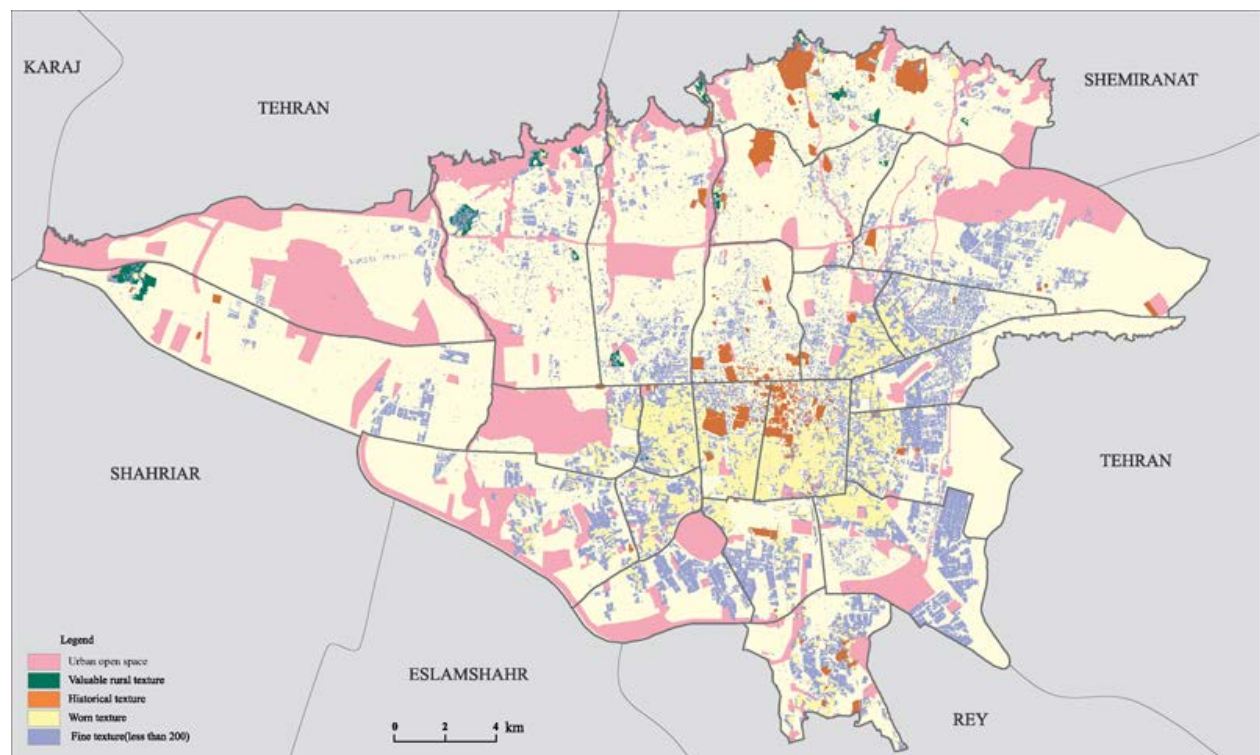 KARAJ
TEHRAN
SHEMIRANAT
SHAHRIAR
TEHRAN
ESLAMSHAHR
REY
Legend
Urban open space
Valuable rural texture
Historical texture
Worn texture
Fine texture(less than 200)
0 2 4 km